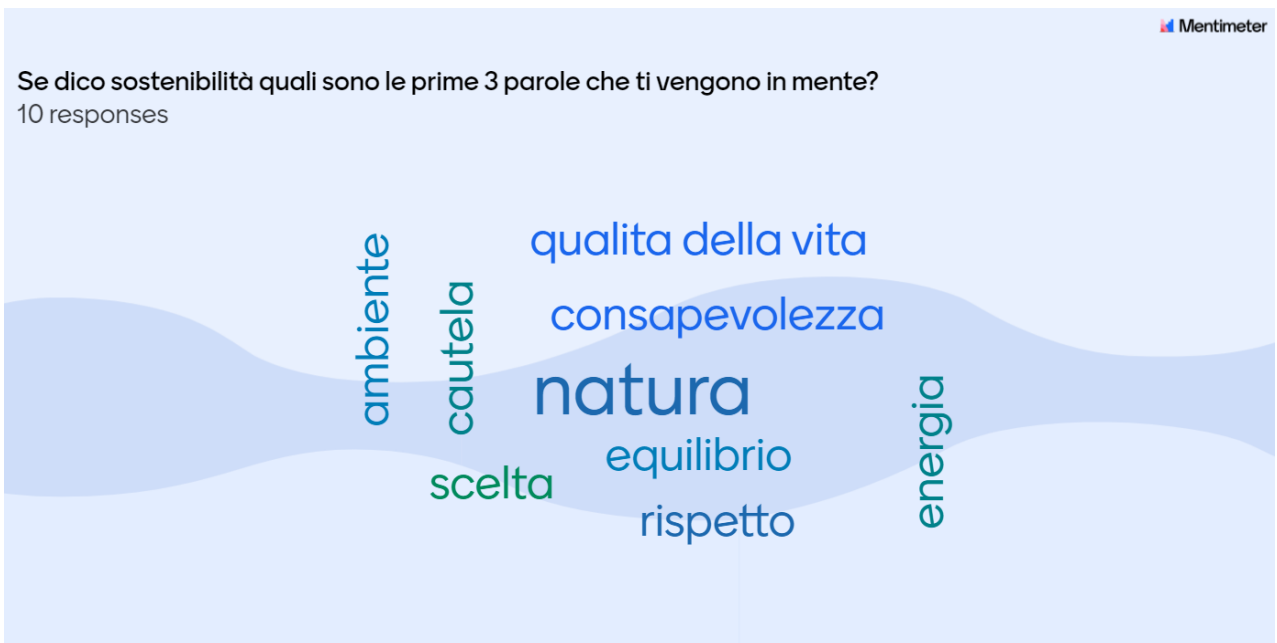 Mentimeter
Se dico sostenibilità quali sono le prime 3 parole che ti vengono in mente?
10 responses
qualita della vita
ambiente
cautela
consapevolezza
natura
energia
equilibrio
scelta
rispetto